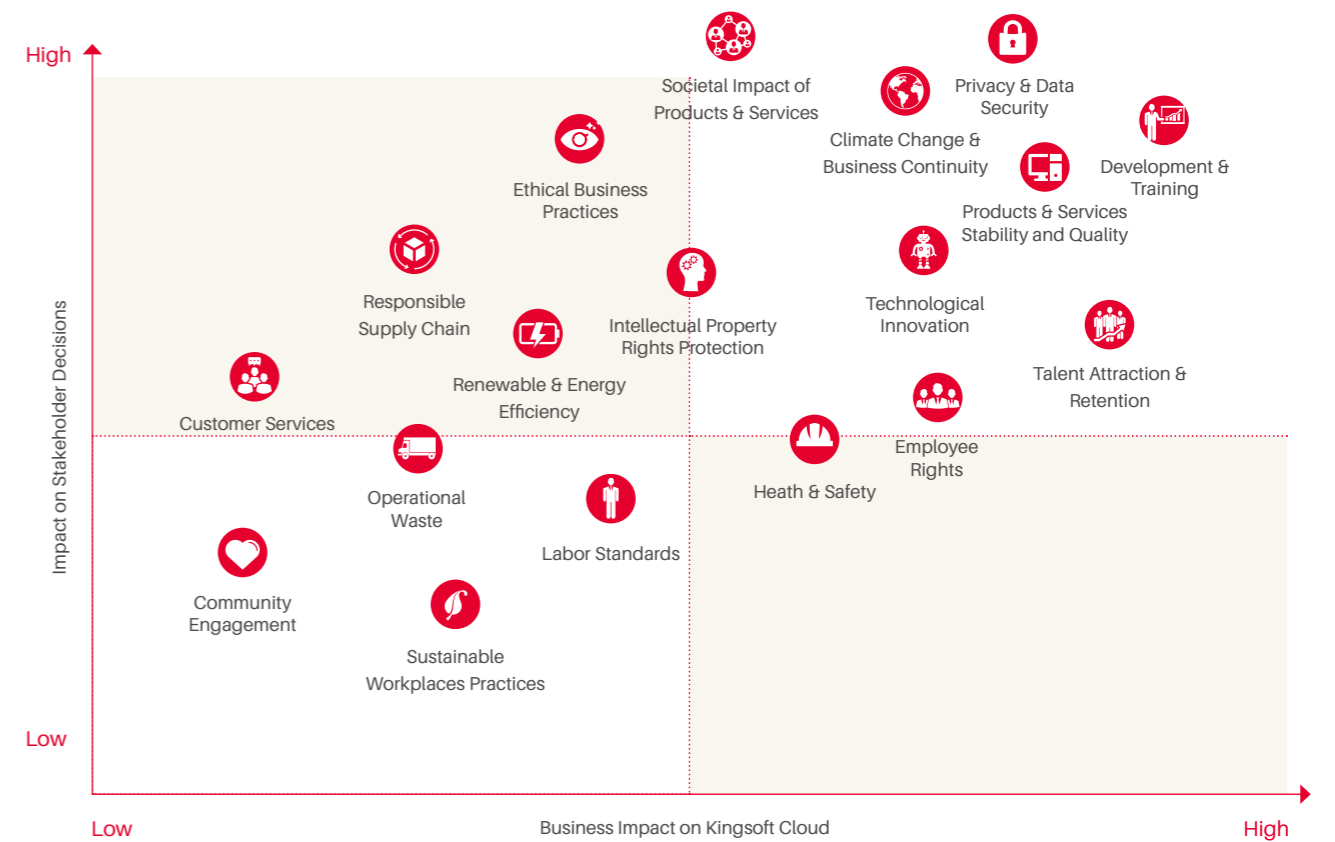 High
Societal Impact of
Products & Services
Privacy & Data
Security
Climate Change &
Business Continuity
Development &
Training
Ethical Business
Practices
Products & Services
Stability and Quality
Responsible
Supply Chain
Intellectual Property
Rights Protection
Technological
Innovation
Renewable & Energy
Efficiency
Talent Attraction &
Retention
Customer Services
Employee
Rights
Operational
Waste
Heath & Safety
Labor Standards
Community
Engagement
Sustainable
Workplaces Practices
Impact on Stakeholder Decisions
Low
Low
Business Impact on Kingsoft Cloud
High